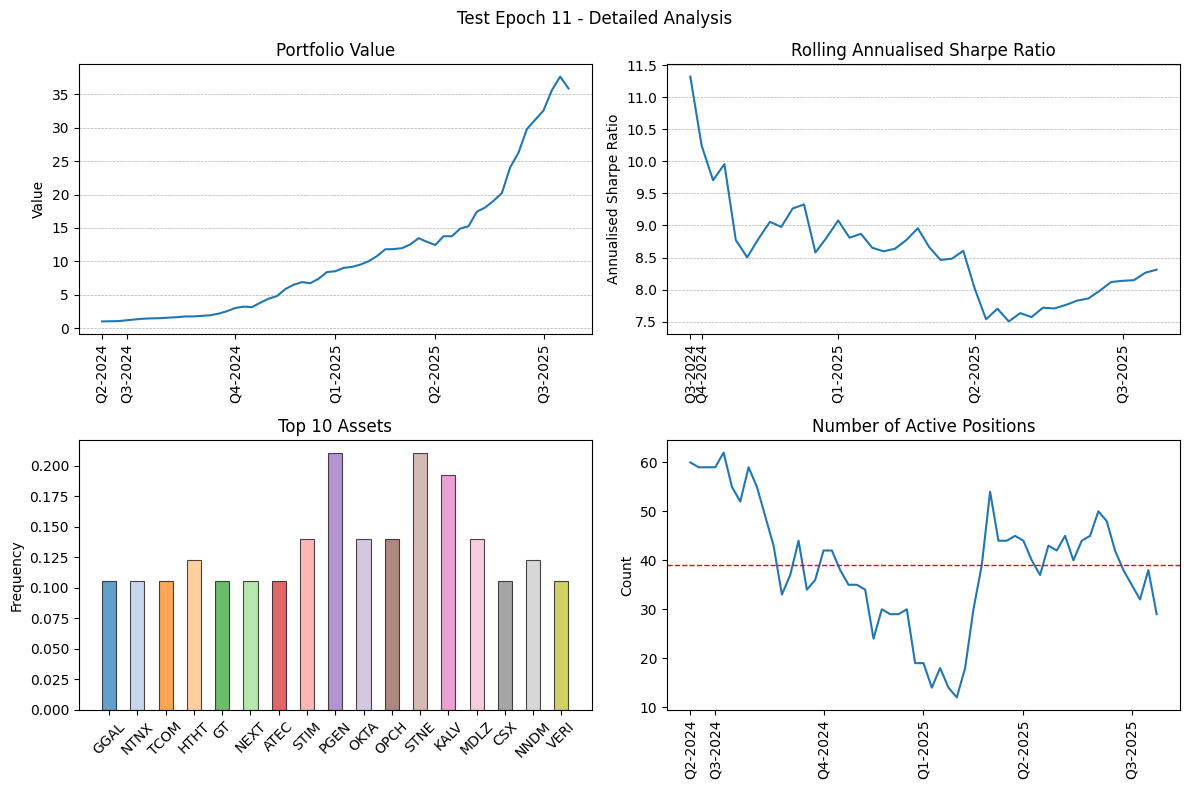 Test Epoch 11 - Detailed Analysis
Portfolio Value
Value
35
30
25
20
15
10
5
0
Q2-2024
Q3-2024
Q4-2024
Q1-2025
Q2-2025
Q3-2025
Rolling Annualised Sharpe Ratio
Annualised Sharpe Ratio
11.5
11.0
10.5
10.0
9.5
9.0
8.5
8.0
7.5
Q3-2024
Q4-2024
Q1-2025
Q2-2025
Q3-2025
Top 10 Assets
Frequency
0.200
0.175
0.150
0.125
0.100
0.075
0.050
0.025
0.000
GGAL
NTNX
TCOM
HTHT
GT
NEXT
ATEC
STIM
PGEN
OKTA
OPCH
STNE
KALV
MDLZ
CSX
NNDM
VERI
Number of Active Positions
Count
60
50
40
30
20
10
Q2-2024
Q3-2024
Q4-2024
Q1-2025
Q2-2025
Q3-2025